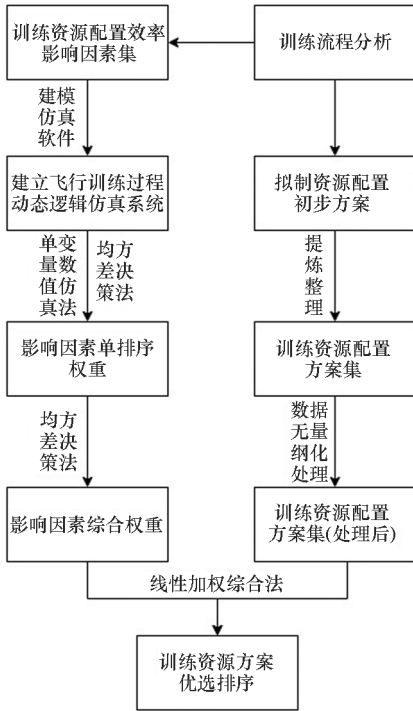 训练资源配置效率
影响因素集
训练流程分析
建模
仿真
软件
建立飞行训练过程
动态逻辑仿真系统
拟制资源配置
初步方案
单变
量数
值仿
真法
均方
差决
策法
提
炼
整
理
影响因素单排序
权重
训练资源配置
方案集
均方
差决
策法
数据
无量
纲化
处理
影响因素综合权重
训练资源配置
方案集(处理后)
线性加权综合法
训练资源方案
优选排序